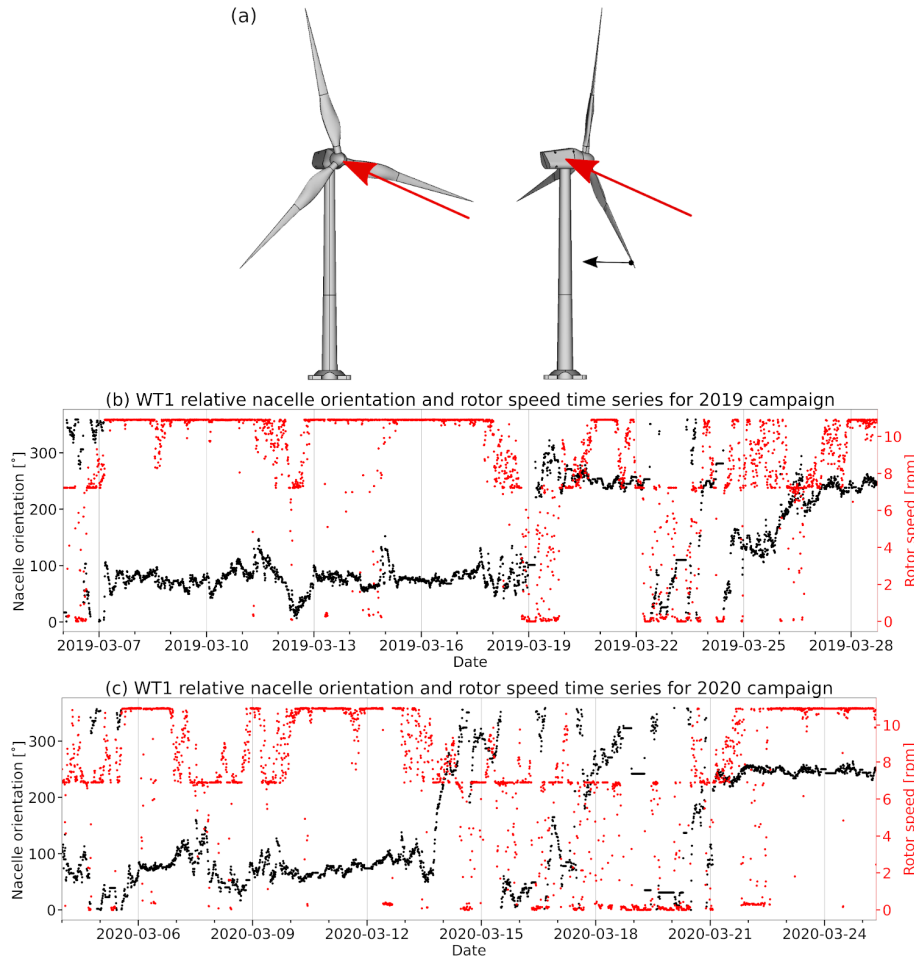 (a)
(b) WT1 relative nacelle orientation and rotor speed time series for 2019 campaign
Nacelle orientation [°]
300
200
100
0
10
8
6
4
2
0
Rotor speed [rpm]
2019-03-07 2019-03-10 2019-03-13 2019-03-16 2019-03-19 2019-03-22 2019-03-25 2019-03-28
Date
(c) WT1 relative nacelle orientation and rotor speed time series for 2020 campaign
Nacelle orientation [°]
300
200
100
0
10
8
6
4
2
0
Rotor speed [rpm]
2020-03-06 2020-03-09 2020-03-12 2020-03-15 2020-03-18 2020-03-21 2020-03-24
Date